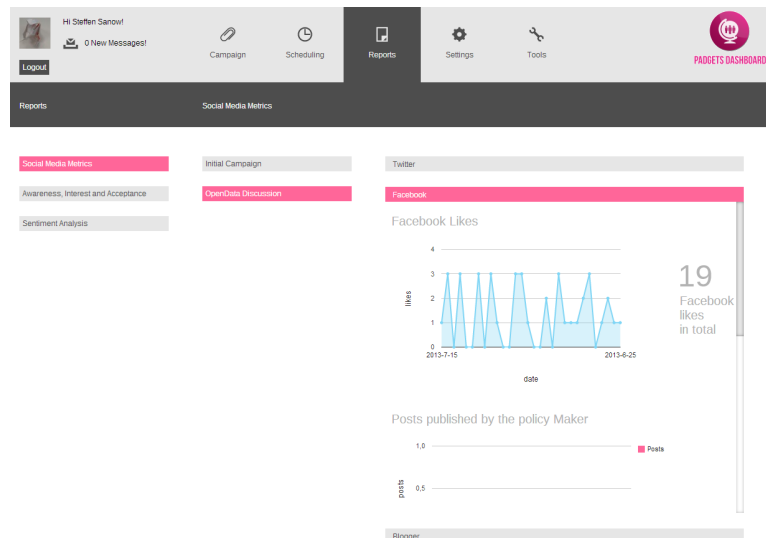 Hi Steffen Sanow!
0 New Messages!
Logout
Campaign
Scheduling
Reports
Settings
Tools
PADGETS DASHBOARD
Reports
Social Media Metrics
Social Media Metrics
Awareness, Interest and Acceptance
Sentiment Analysis
Initial Campaign
OpenData Discussion
Twitter
Facebook
Facebook Likes
4
3
2
1
0
likes
2013-7-15
2013-6-25
date
19
Facebook
likes
in total
Posts published by the policy Maker
1,0
0,5
posts
Posts
Blogger